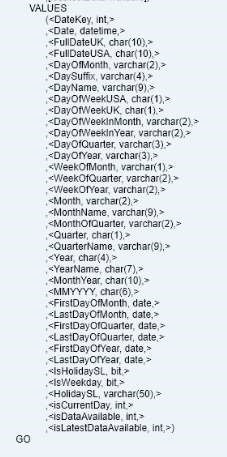 VALUES
(<DateKey, int,>
,<Date, datetime,>
,<FullDateUK, char(10),>
,<FullDateUSA, char(10),>
,<DayOfMonth, varchar(2),>
,<DaySuffix, varchar(4),>
,<DayName, varchar(9),>
,<DayOfWeekUSA, char(1),>
,<DayOfWeekUK, char(1),>
,<DayOfWeekInMonth, varchar(2),>
,<DayOfWeekInYear, varchar(2),>
,<DayOfQuarter, varchar(3),>
,<DayOfYear, varchar(3),>
,<WeekOfMonth, varchar(1),>
,<WeekOfQuarter, varchar(2),>
,<WeekOfYear, varchar(2),>
,<Month, varchar(2),>
,<MonthName, varchar(9),>
,<MonthOfQuarter, varchar(2),>
,<Quarter, char(1),>
,<QuarterName, varchar(9),>
,<Year, char(4),>
,<YearName, char(7),>
,<MonthYear, char(10),>
,<MMYYYY, char(6),>
,<FirstDayOfMonth, date,>
,<LastDayOfMonth, date,>
,<FirstDayOfQuarter, date,>
,<LastDayOfQuarter, date,>
,<FirstDayOfYear, date,>
,<LastDayOfYear, date,>
,<IsHolidaySL, bit,>
,<IsWeekday, bit,>
,<HolidaySL, varchar(50),>
,<isCurrentDay, int,>
,<isDataAvailable, int,>
,<isLatestDataAvailable, int,>)
GO